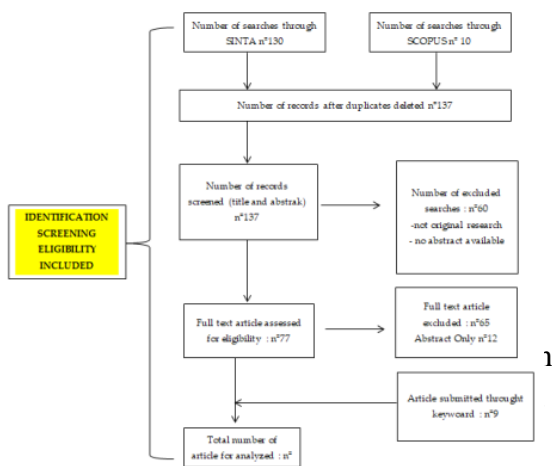 Number of searches through
SINTA n°130
Number of searches through
SCOPUS n° 10
Number of records after duplicates deleted n°137
Number of records
screened (title and abstrak)
n°137
Number of excluded
searches : n°60
-not original research
- no abstract available
IDENTIFICATION
SCREENING
ELIGIBILITY
INCLUDED
Full text article assessed
for eligibility : n°77
Full text article
excluded : n°65
Abstract Only n°12
n
Article submitted throught
keywoard : n°9
Total number of
article for analyzed : n°